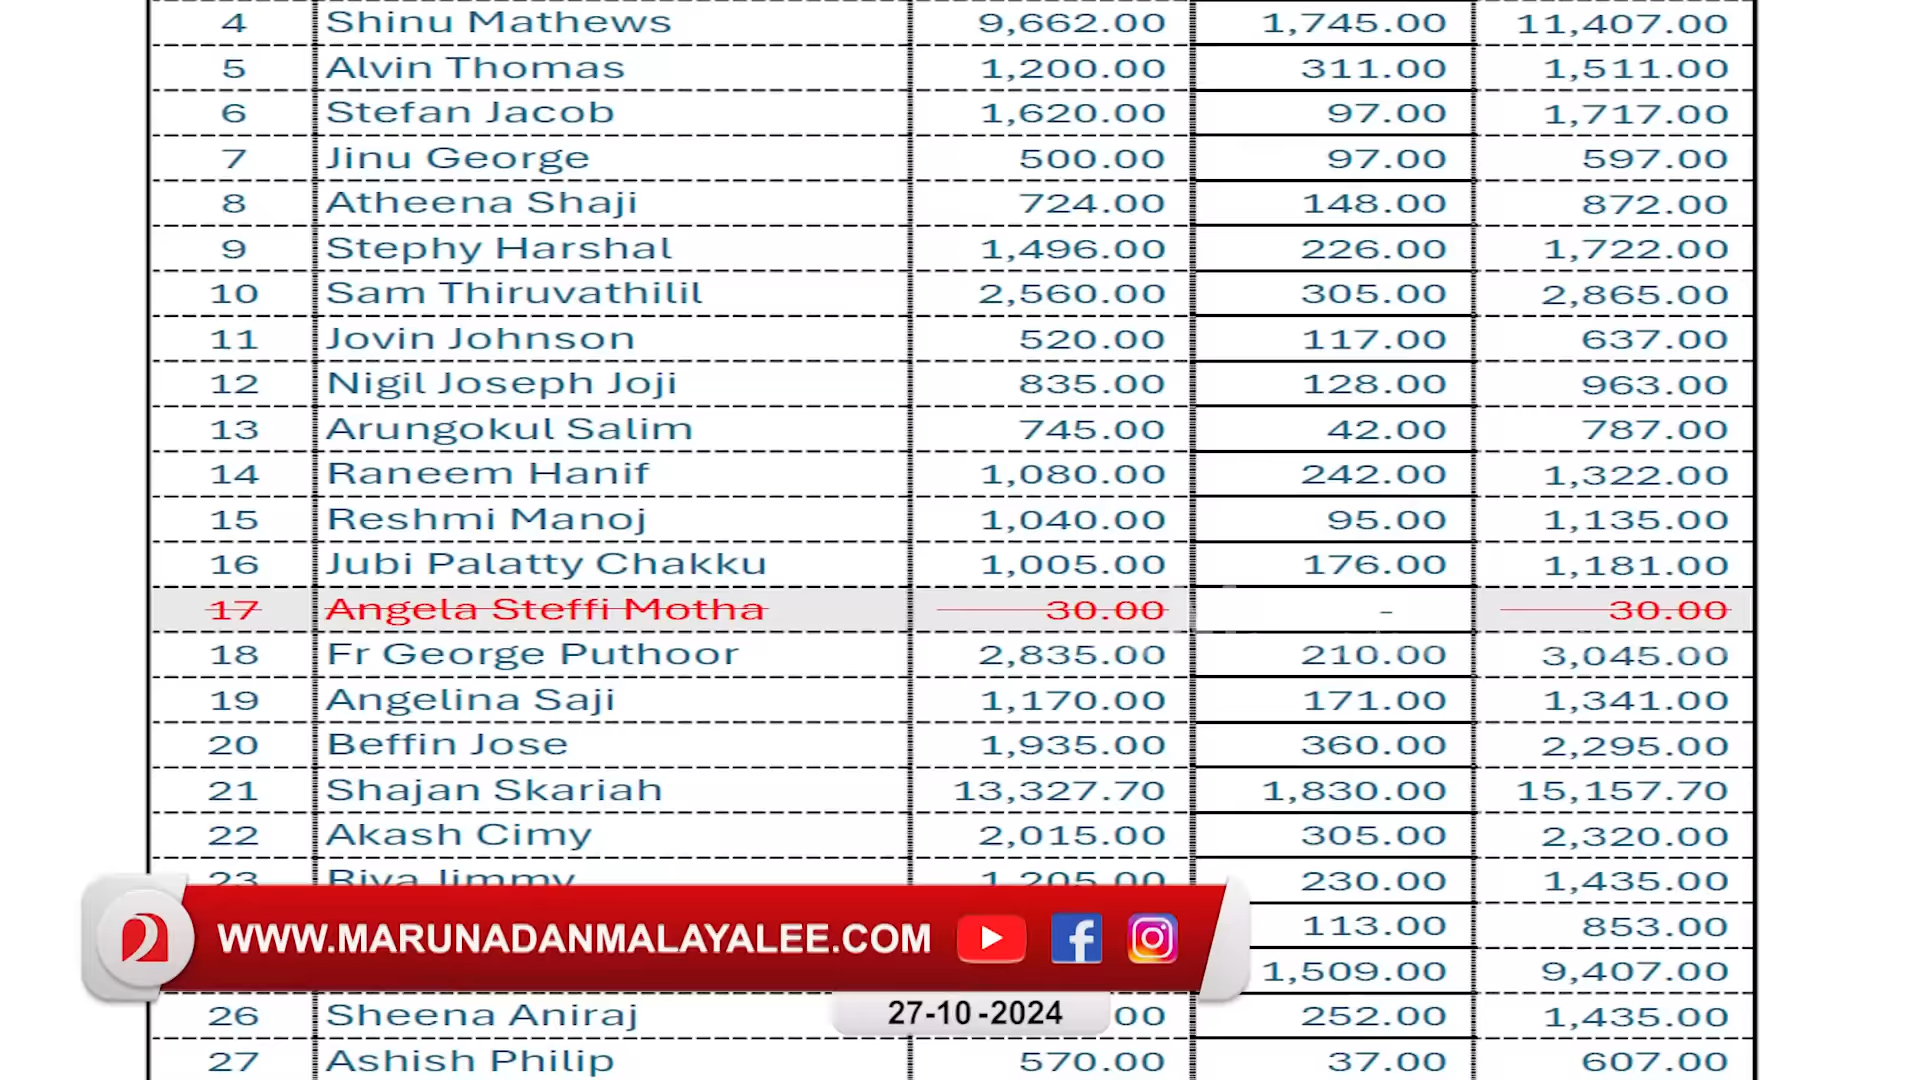 4 Shinu Mathews 9,662.00 1,745.00 11,407.00
5 Alvin Thomas 1,200.00 311.00 1,511.00
6 Stefan Jacob 1,620.00 97.00 1,717.00
7 Jinu George 500.00 97.00 597.00
8 Atheena Shaji 724.00 148.00 872.00
9 Stephy Harshal 1,496.00 226.00 1,722.00
10 Sam Thiruvathilil 2,560.00 305.00 2,865.00
11 Jovin Johnson 520.00 117.00 637.00
12 Nigil Joseph Joji 835.00 128.00 963.00
13 Arungokul Salim 745.00 42.00 787.00
14 Raneem Hanif 1,080.00 242.00 1,322.00
15 Reshmi Manoj 1,040.00 95.00 1,135.00
16 Jubi Palatty Chakku 1,005.00 176.00 1,181.00
17 Angela Steffi Motha 30.00 - 30.00
18 Fr George Puthoor 2,835.00 210.00 3,045.00
19 Angelina Saji 1,170.00 171.00 1,341.00
20 Beffin Jose 1,935.00 360.00 2,295.00
21 Shajan Skariah 13,327.70 1,830.00 15,157.70
22 Akash Cimy 2,015.00 305.00 2,320.00
23 Riya Jimmy 1,205.00 230.00 1,435.00
113.00 853.00
WWW.MARUNADANMALAYALEE.COM
1,509.00 9,407.00
26 Sheena Aniraj 00 252.00 1,435.00
27-10-2024
27 Ashish Philip 570.00 37.00 607.00